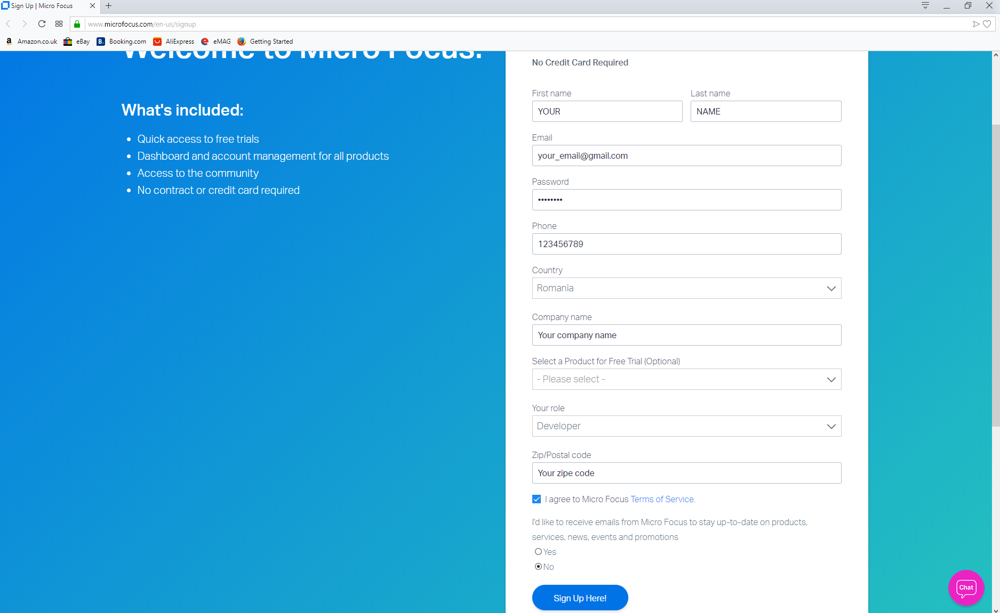 Sign Up | Micro Focus
www.microfocus.com/en-us/signup
Amazon.co.uk eBay Booking.com AliExpress eMAG Getting Started
Welcome to Micro Focus.
What's included:
• Quick access to free trials
• Dashboard and account management for all products
• Access to the community
• No contract or credit card required
No Credit Card Required
First name Last name
YOUR NAME
Email
your_email@gmail.com
Password
••••••••
Phone
123456789
Country
Romania
Company name
Your company name
Select a Product for Free Trial (Optional)
- Please select -
Your role
Developer
Zip/Postal code
Your zipe code
I agree to Micro Focus Terms of Service.
I'd like to receive emails from Micro Focus to stay up-to-date on products,
services, news, events and promotions
Yes
No
Sign Up Here!
Chat